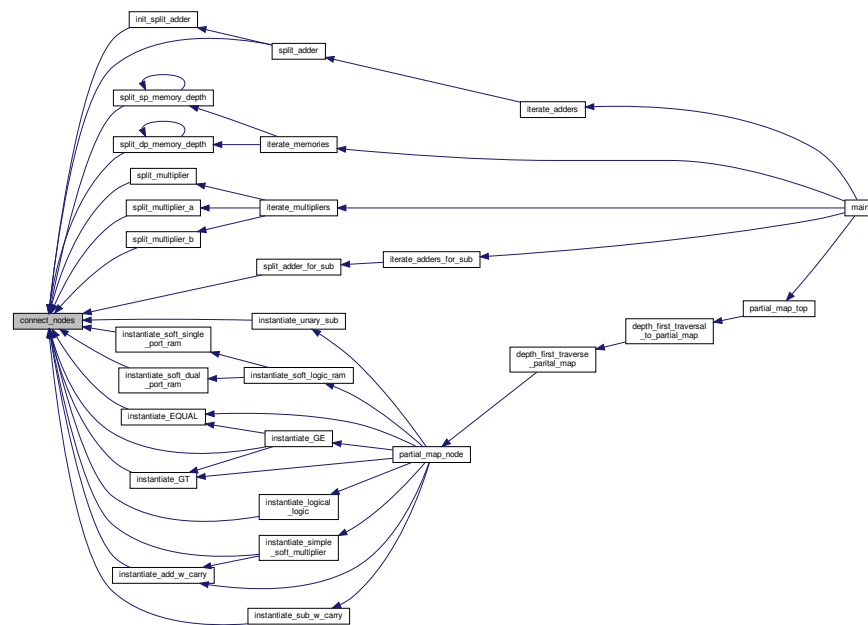 init_split_adder
split_adder
split_sp_memory_depth
iterate_adders
split_dp_memory_depth
iterate_memories
split_multiplier
split_multiplier_a
iterate_multipliers
main
split_multiplier_b
iterate_adders_for_sub
split_adder_for_sub
partial_map_top
connect_nodes
instantiate_unary_sub
depth_first_traversal
_to_partial_map
instantiate_soft_single
_port_ram
depth_first_traverse
_parital_map
instantiate_soft_dual
_port_ram
instantiate_soft_logic_ram
instantiate_EQUAL
instantiate_GE
partial_map_node
instantiate_GT
instantiate_logical
_logic
instantiate_simple
_soft_multiplier
instantiate_add_w_carry
instantiate_sub_w_carry